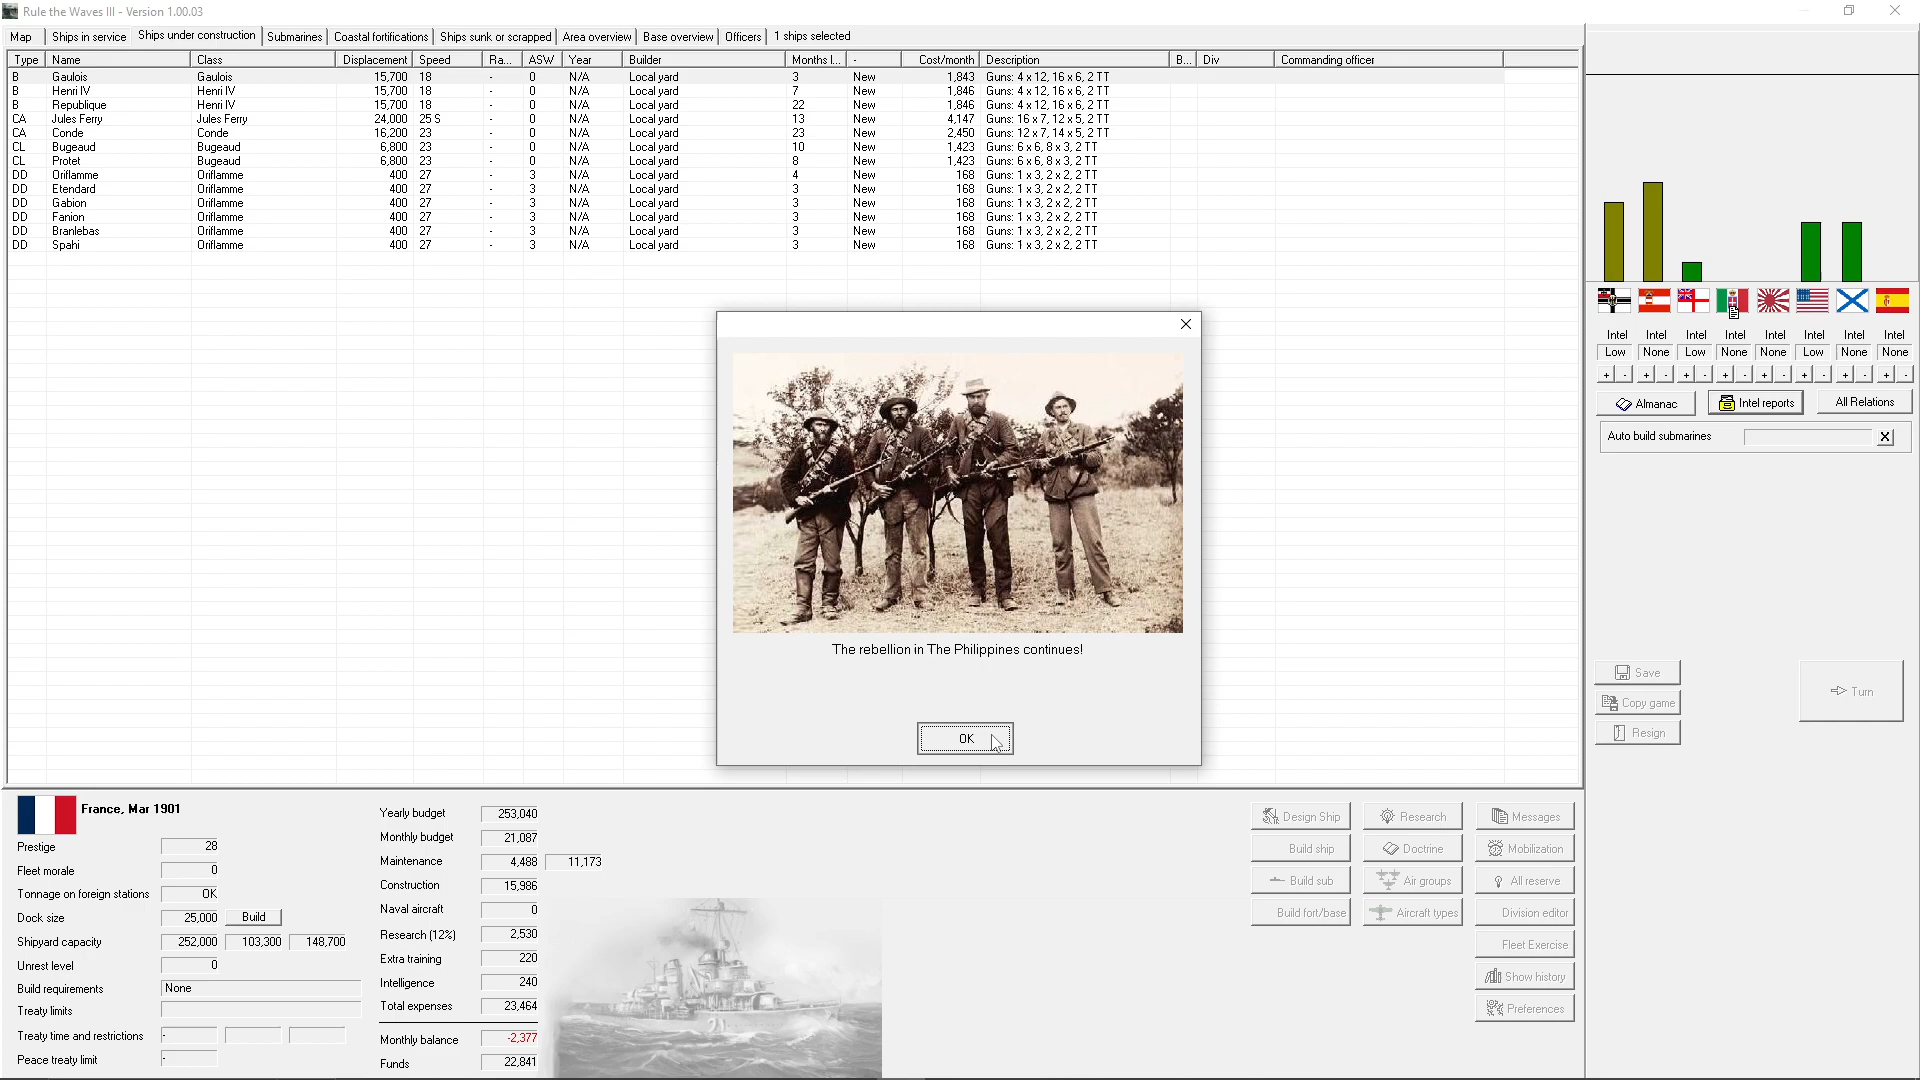 Rule the Waves III - Version 1.00.03
Map Ships in service Ships under construction Submarines Coastal fortifications Ships sunk or scrapped Area overview Base overview Officers 1 ships selected
Type Name Class Displacement Speed Ra... ASW Year Builder Months l... - Cost/month Description B... Div Commanding officer
B Gaulois Gaulois 15,700 18 - 0 N/A Local yard 3 New 1,843 Guns: 4 x 12, 16 x 6, 2 TT
B Henri IV Henri IV 15,700 18 - 0 N/A Local yard 7 New 1,846 Guns: 4 x 12, 16 x 6, 2 TT
B Republique Henri IV 15,700 18 - 0 N/A Local yard 22 New 1,846 Guns: 4 x 12, 16 x 6, 2 TT
CA Jules Ferry Jules Ferry 24,000 25 S - 0 N/A Local yard 13 New 4,147 Guns: 16 x 7, 12 x 5, 2 TT
CA Conde Conde 16,200 23 - 0 N/A Local yard 23 New 2,450 Guns: 12 x 7, 14 x 5, 2 TT
CL Bugeaud Bugeaud 6,800 23 - 0 N/A Local yard 10 New 1,423 Guns: 6 x 6, 8 x 3, 2 TT
CL Protet Bugeaud 6,800 23 - 0 N/A Local yard 8 New 1,423 Guns: 6 x 6, 8 x 3, 2 TT
DD Oriflamme Oriflamme 400 27 - 3 N/A Local yard 4 New 168 Guns: 1 x 3, 2 x 2, 2 TT
DD Etendard Oriflamme 400 27 - 3 N/A Local yard 3 New 168 Guns: 1 x 3, 2 x 2, 2 TT
DD Gabion Oriflamme 400 27 - 3 N/A Local yard 3 New 168 Guns: 1 x 3, 2 x 2, 2 TT
DD Fanion Oriflamme 400 27 - 3 N/A Local yard 3 New 168 Guns: 1 x 3, 2 x 2, 2 TT
DD Branlebas Oriflamme 400 27 - 3 N/A Local yard 3 New 168 Guns: 1 x 3, 2 x 2, 2 TT
DD Spahi Oriflamme 400 27 - 3 N/A Local yard 3 New 168 Guns: 1 x 3, 2 x 2, 2 TT
The rebellion in The Philippines continues!
OK
Intel Intel Intel Intel Intel Intel Intel Intel
Low None Low None None Low None None
+ - + - + - + - + - + - + - + -
Almanac Intel reports All Relations
Auto build submarines X
Save
Copy game
Resign
Turn
France, Mar 1901
Prestige 28
Fleet morale 0
Tonnage on foreign stations OK
Dock size 25,000 Build
Shipyard capacity 252,000 103,300 148,700
Unrest level 0
Build requirements None
Treaty limits
Treaty time and restrictions -
Peace treaty limit -
Yearly budget 253,040
Monthly budget 21,087
Maintenance 4,488 11,173
Construction 15,986
Naval aircraft 0
Research (12%) 2,530
Extra training 220
Intelligence 240
Total expenses 23,464
Monthly balance -2,377
Funds 22,841
Design Ship Research Messages
Build ship Doctrine Mobilization
Build sub Air groups All reserve
Build fort/base Aircraft types Division editor
Fleet Exercise
Show history
Preferences